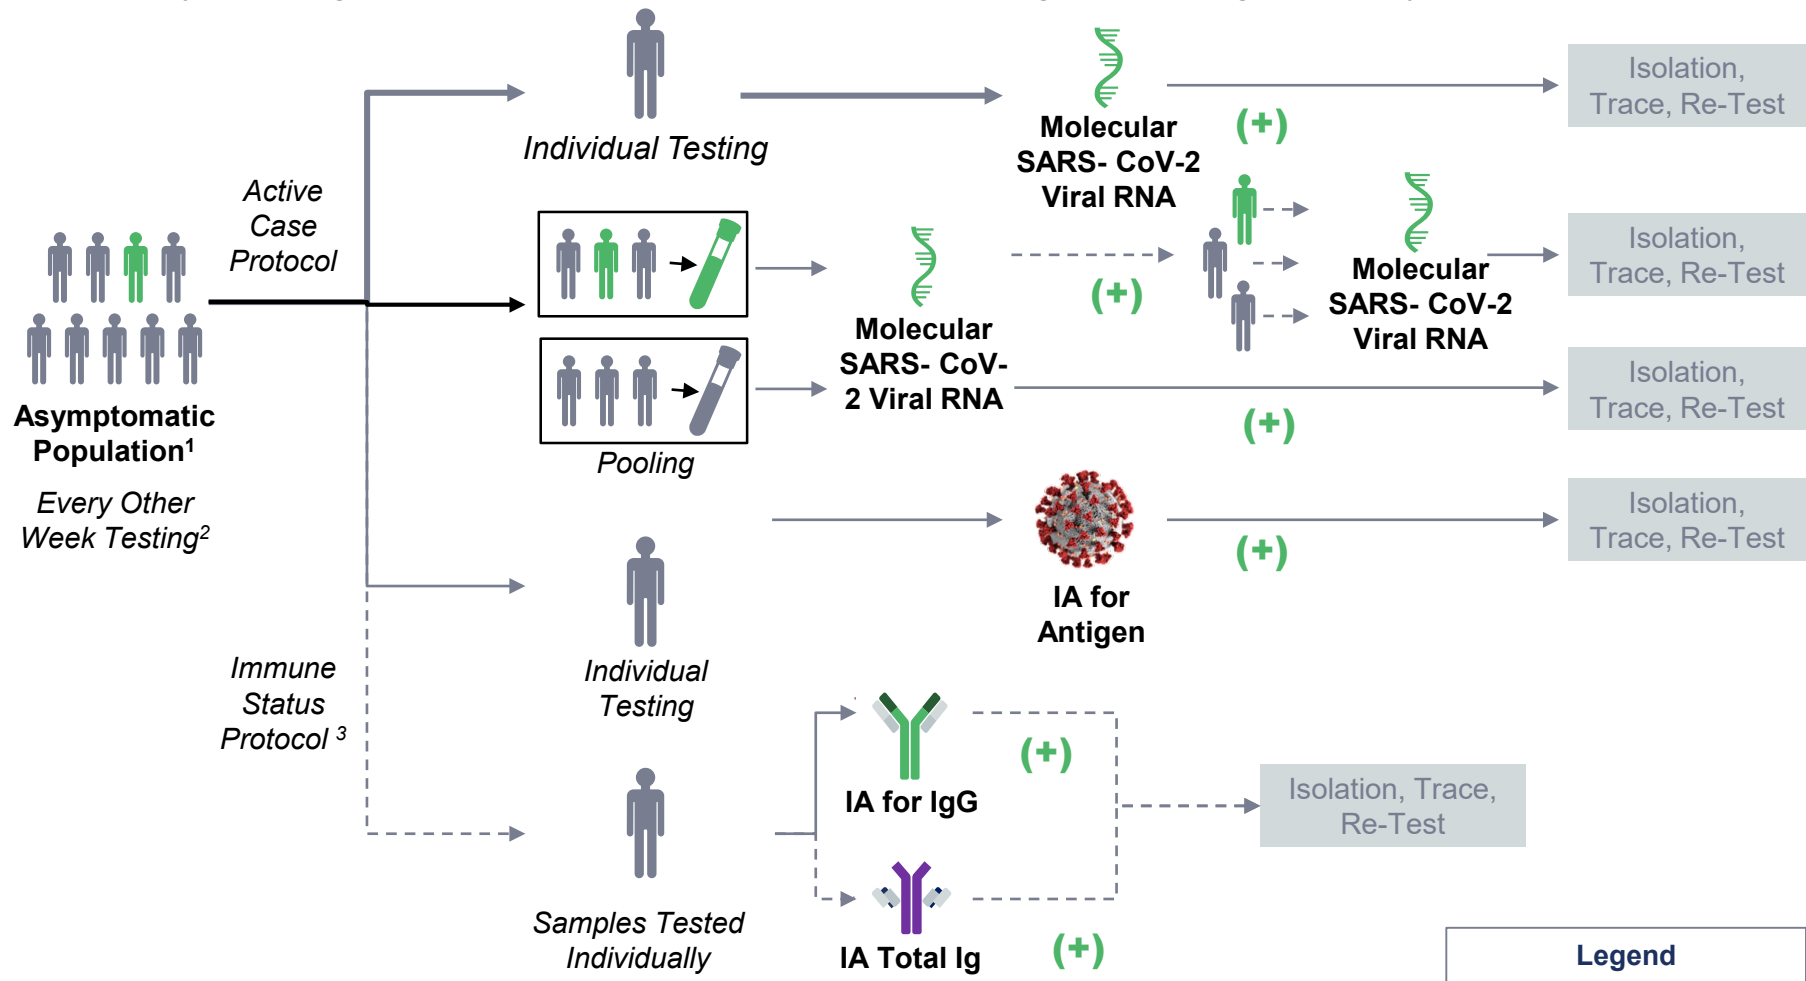 Isolation,
Trace, Re-Test
Individual Testing
Molecular
SARS- CoV-2
Viral RNA
(+)
Active
Case
Protocol
Asymptomatic
Population¹
Every Other
Week Testing²
Molecular
SARS- CoV-
2 Viral RNA
(+)
Molecular
SARS- CoV-2
Viral RNA
Isolation,
Trace, Re-Test
Pooling
(+)
Isolation,
Trace, Re-Test
IA for
Antigen
(+)
Isolation,
Trace, Re-Test
Individual
Testing
Immune
Status
Protocol ³
Samples Tested
Individually
IA for IgG
(+)
IA Total Ig
(+)
Isolation, Trace,
Re-Test
Legend